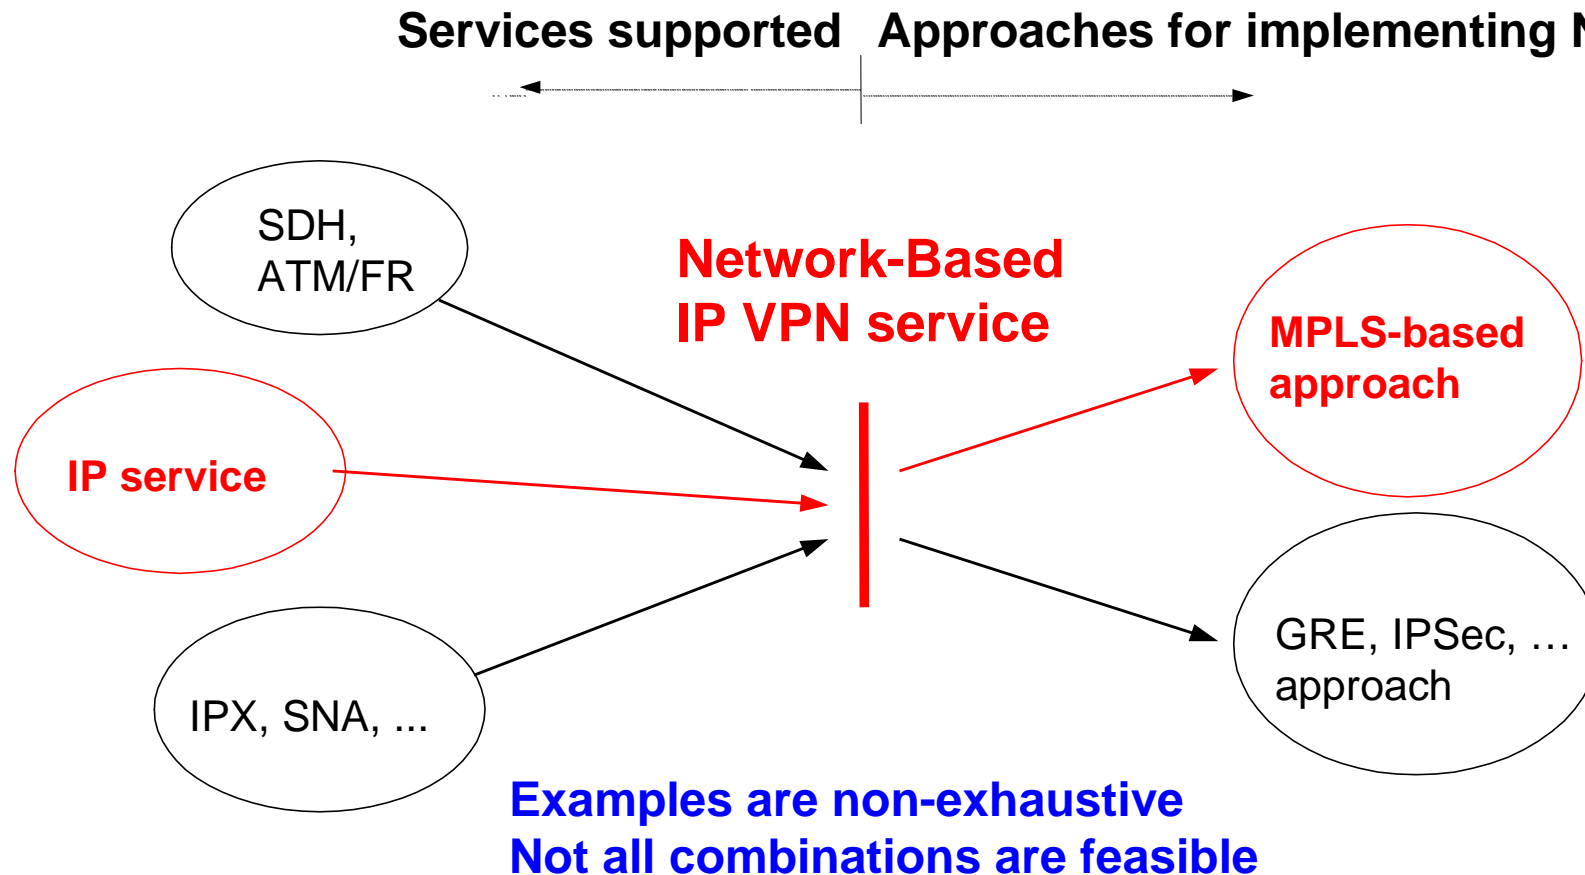 Services supported Approaches for implementing
SDH,
ATM/FR
Network-Based
IP VPN service
MPLS-based
approach
IP service
GRE, IPSec, …
approach
IPX, SNA, ...
Examples are non-exhaustive
Not all combinations are feasible